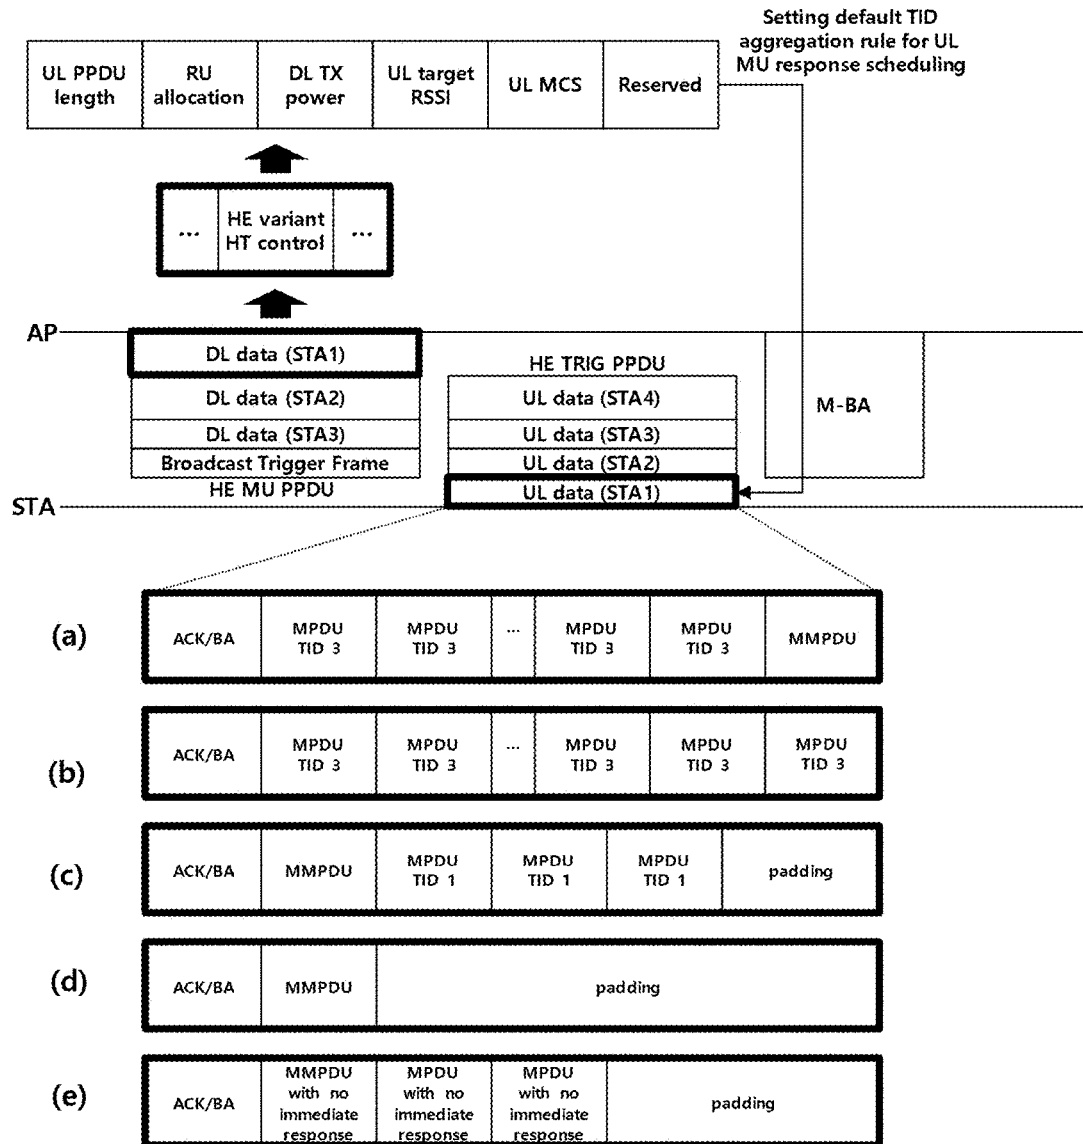 Setting default TID
aggregation rule for UL
MU response scheduling
UL PPDU
length
RU
allocation
DL TX
power
UL target
RSSI
UL MCS
Reserved
...
HE variant
HT control
...
AP
DL data (STA1)
DL data (STA2)
DL data (STA3)
Broadcast Trigger Frame
HE MU PPDU
HE TRIG PPDU
UL data (STA4)
UL data (STA3)
UL data (STA2)
UL data (STA1)
M-BA
STA
(a)
ACK/BA
MPDU
TID 3
MPDU
TID 3
...
MPDU
TID 3
MPDU
TID 3
MMPDU
(b)
ACK/BA
MPDU
TID 3
MPDU
TID 3
...
MPDU
TID 3
MPDU
TID 3
MPDU
TID 3
(c)
ACK/BA
MMPDU
MPDU
TID 1
MPDU
TID 1
MPDU
TID 1
padding
(d)
ACK/BA
MMPDU
padding
(e)
ACK/BA
MMPDU
with no
immediate
response
MPDU
with no
immediate
response
MPDU
with no
immediate
response
padding